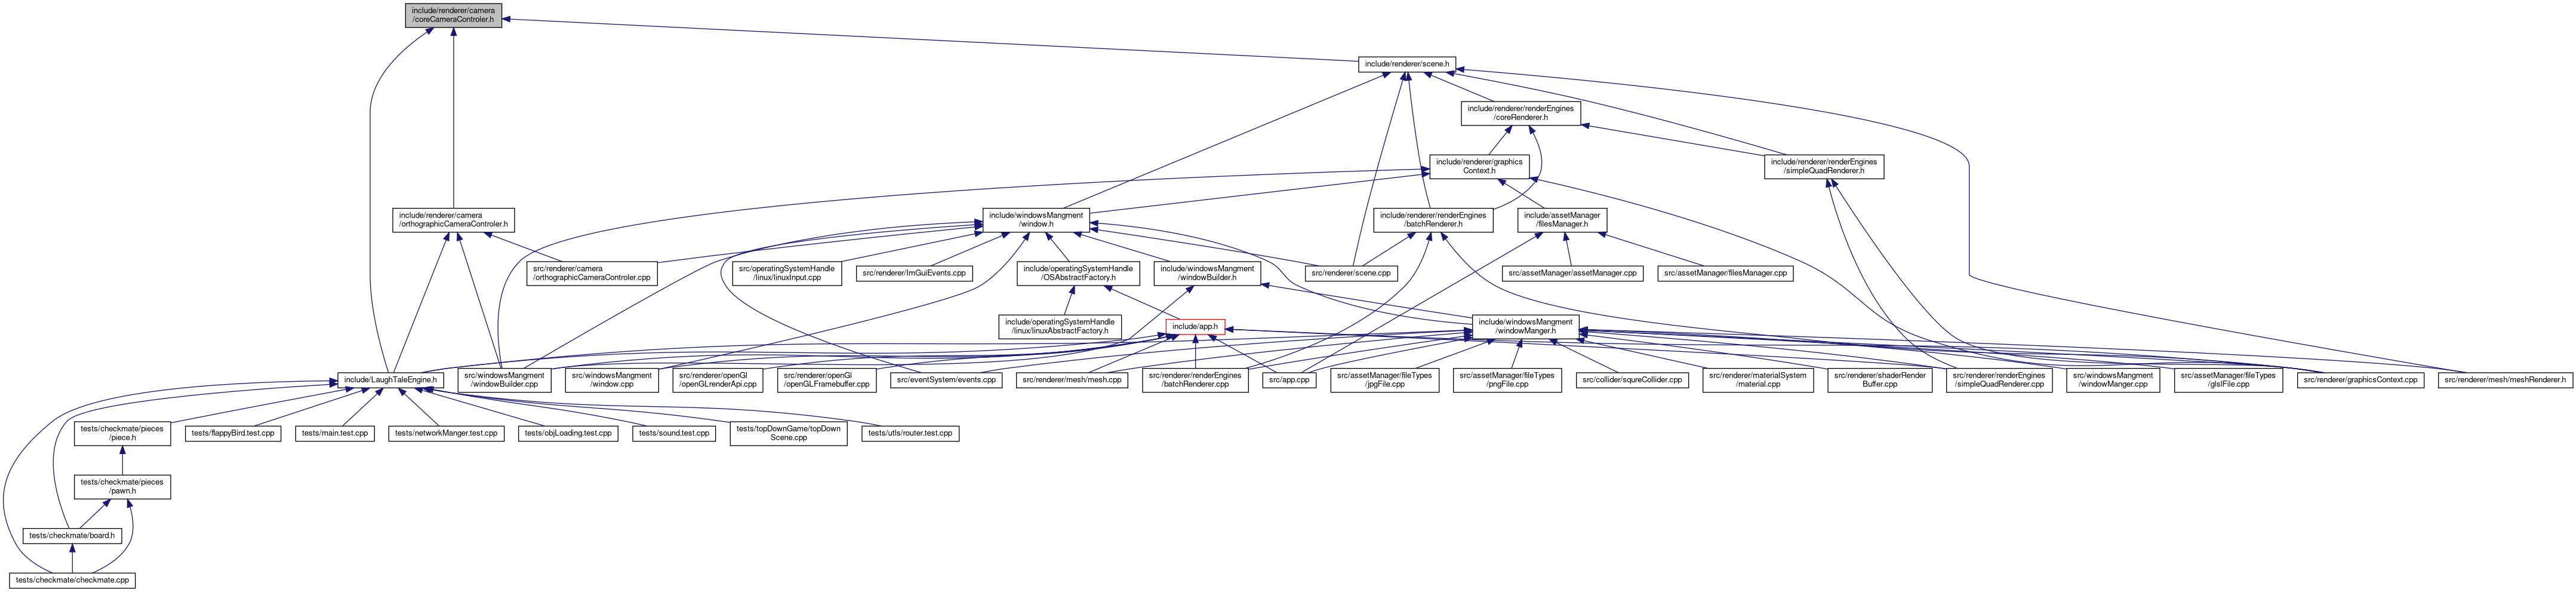 include/renderer/camera
/coreCameraControler.h
include/renderer/scene.h
include/renderer/renderEngines
/coreRenderer.h
include/renderer/graphics
Context.h
include/renderer/renderEngines
/simpleQuadRenderer.h
include/renderer/camera
/orthographicCameraControler.h
include/windowsMangment
/window.h
include/renderer/renderEngines
/batchRenderer.h
include/assetManager
/filesManager.h
src/renderer/camera
/orthographicCameraControler.cpp
src/operatingSystemHandle
/linux/linuxInput.cpp
src/renderer/ImGuiEvents.cpp
include/operatingSystemHandle
/OSAbstractFactory.h
include/windowsMangment
/windowBuilder.h
src/renderer/scene.cpp
src/assetManager/assetManager.cpp
src/assetManager/filesManager.cpp
include/operatingSystemHandle
/linux/linuxAbstractFactory.h
include/app.h
include/windowsMangment
/windowManger.h
include/LaughTaleEngine.h
src/windowsMangment
/windowBuilder.cpp
src/windowsMangment
/window.cpp
src/renderer/openGl
/openGLrenderApi.cpp
src/renderer/openGl
/openGLFramebuffer.cpp
src/eventSystem/events.cpp
src/renderer/mesh/mesh.cpp
src/renderer/renderEngines
/batchRenderer.cpp
src/app.cpp
src/assetManager/fileTypes
/jpgFile.cpp
src/assetManager/fileTypes
/pngFile.cpp
src/collider/squreCollider.cpp
src/renderer/materialSystem
/material.cpp
src/renderer/shaderRender
Buffer.cpp
src/renderer/renderEngines
/simpleQuadRenderer.cpp
src/windowsMangment
/windowManger.cpp
src/assetManager/fileTypes
/glslFile.cpp
src/renderer/graphicsContext.cpp
src/renderer/mesh/meshRenderer.h
tests/checkmate/pieces
/piece.h
tests/flappyBird.test.cpp
tests/main.test.cpp
tests/networkManger.test.cpp
tests/objLoading.test.cpp
tests/sound.test.cpp
tests/topDownGame/topDown
Scene.cpp
tests/utls/router.test.cpp
tests/checkmate/pieces
/pawn.h
tests/checkmate/board.h
tests/checkmate/checkmate.cpp